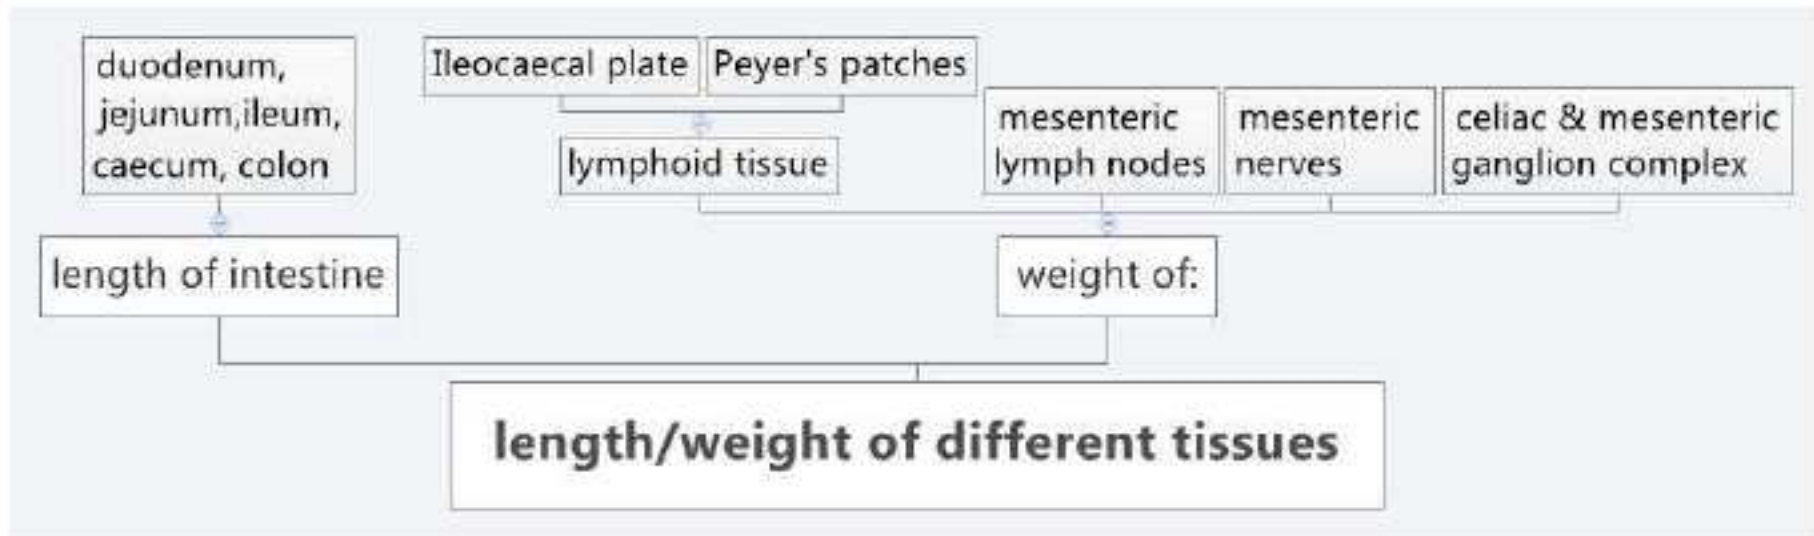 duodenum,
jejunum,ileum,
caecum, colon
Ileocaecal plate
Peyer's patches
lymphoid tissue
mesenteric
lymph nodes
mesenteric
nerves
celiac & mesenteric
ganglion complex
length of intestine
weight of:
length/weight of different tissues